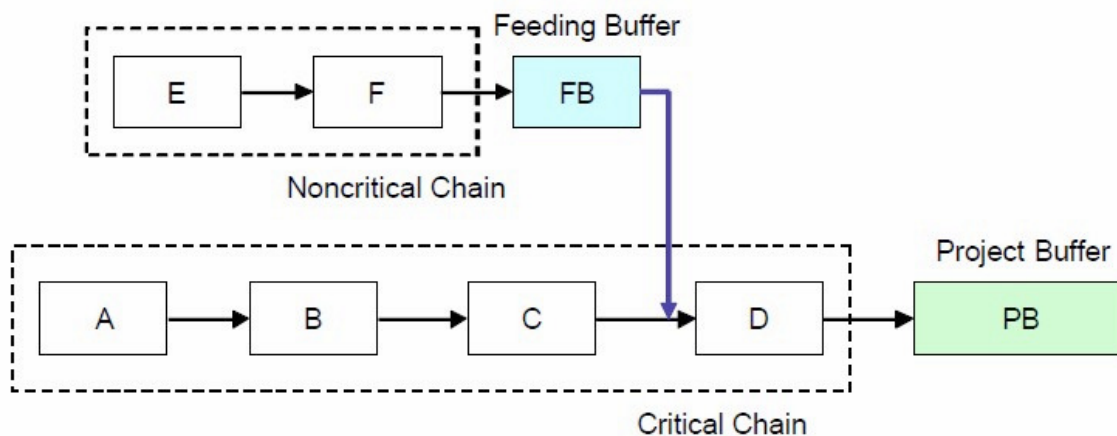 Feeding Buffer
E
F
FB
Noncritical Chain
Project Buffer
A
B
C
D
PB
Critical Chain